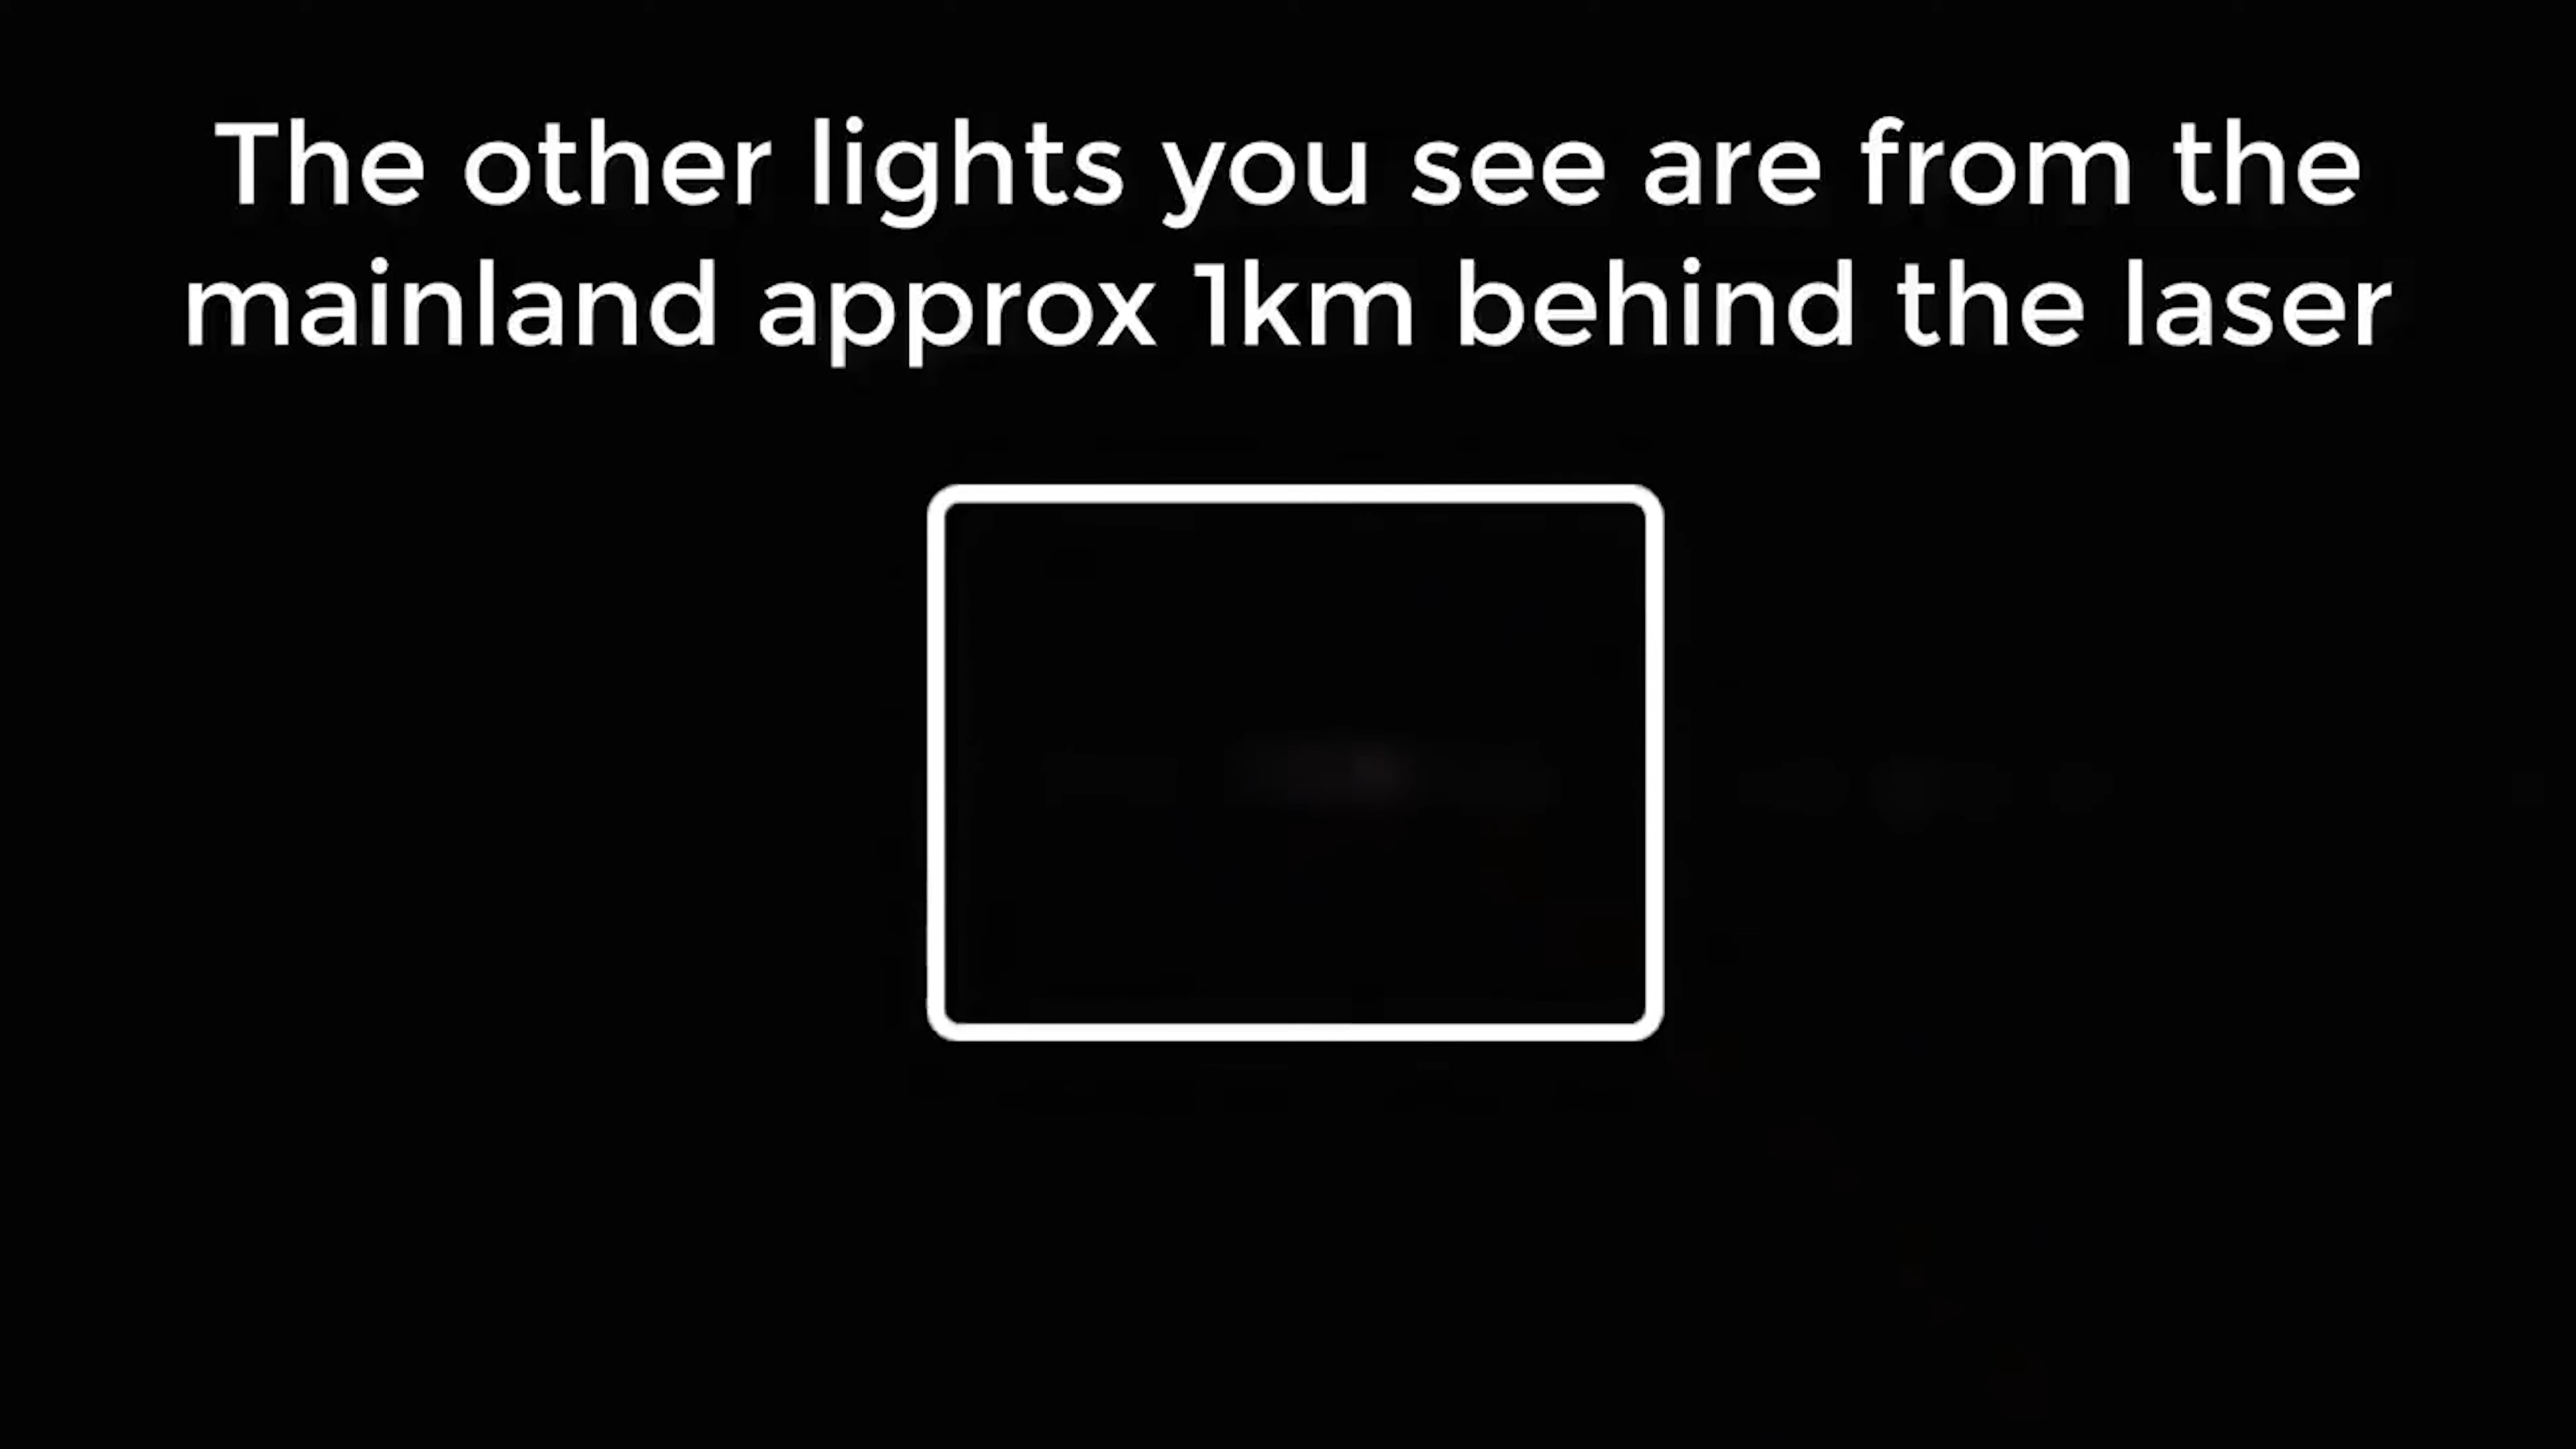 The other lights you see are from the
mainland approx 1km behind the laser